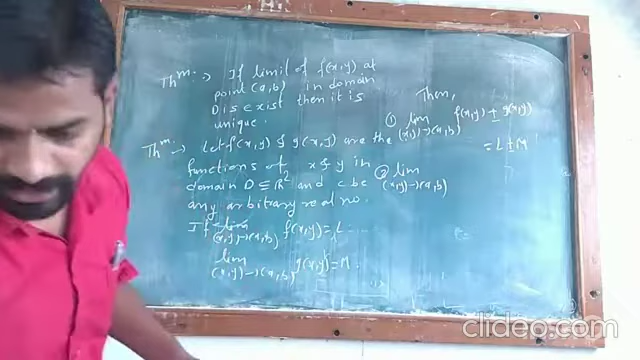 Thm :→ If limit of f(x,y) at
point (a,b) in domain
D is exist then it is
unique.
Thm → Let f(x,y) & g(x,y) are the
functions of x & y in
domain D ⊆ R² and c be
any arbitrary real no.
If lim f(x,y) = L
(x,y)→(a,b)
lim g(x,y) = M.
(x,y)→(a,b)
Then,
① lim f(x,y) ± g(x,y)
(x,y)→(a,b)
= L ± M
② lim
(x,y)→(a,b)
clideo.com